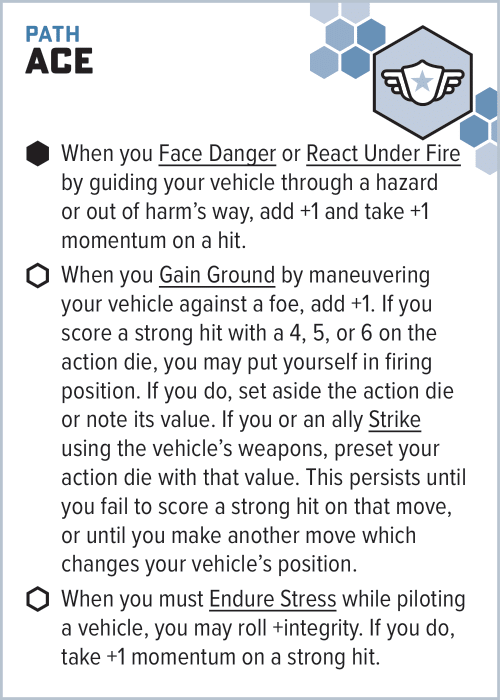 PATH
ACE
When you Face Danger or React Under Fire
by guiding your vehicle through a hazard
or out of harm’s way, add +1 and take +1
momentum on a hit.
When you Gain Ground by maneuvering
your vehicle against a foe, add +1. If you
score a strong hit with a 4, 5, or 6 on the
action die, you may put yourself in firing
position. If you do, set aside the action die
or note its value. If you or an ally Strike
using the vehicle’s weapons, preset your
action die with that value. This persists until
you fail to score a strong hit on that move,
or until you make another move which
changes your vehicle’s position.
When you must Endure Stress while piloting
a vehicle, you may roll +integrity. If you do,
take +1 momentum on a strong hit.